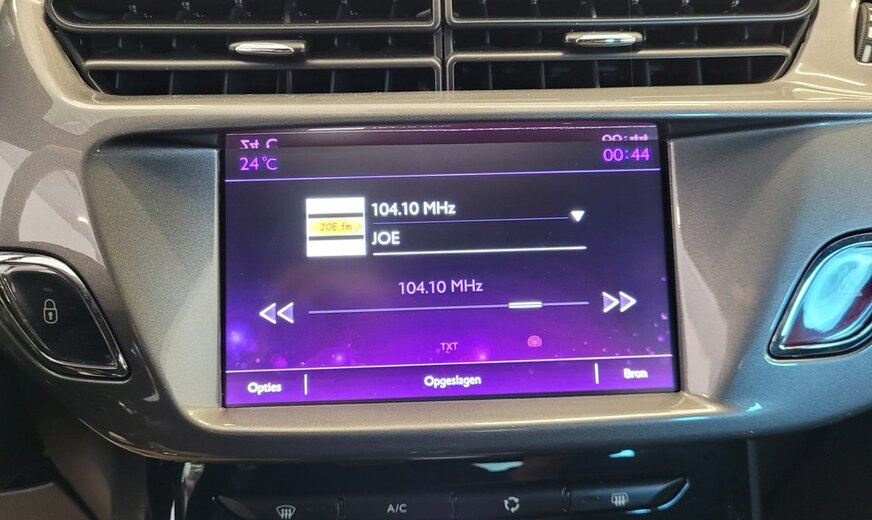 24 °C 00:44
104.10 MHz
JOE.fm
JOE
104.10 MHz
TXT
Opties Opgeslagen Bron
A/C